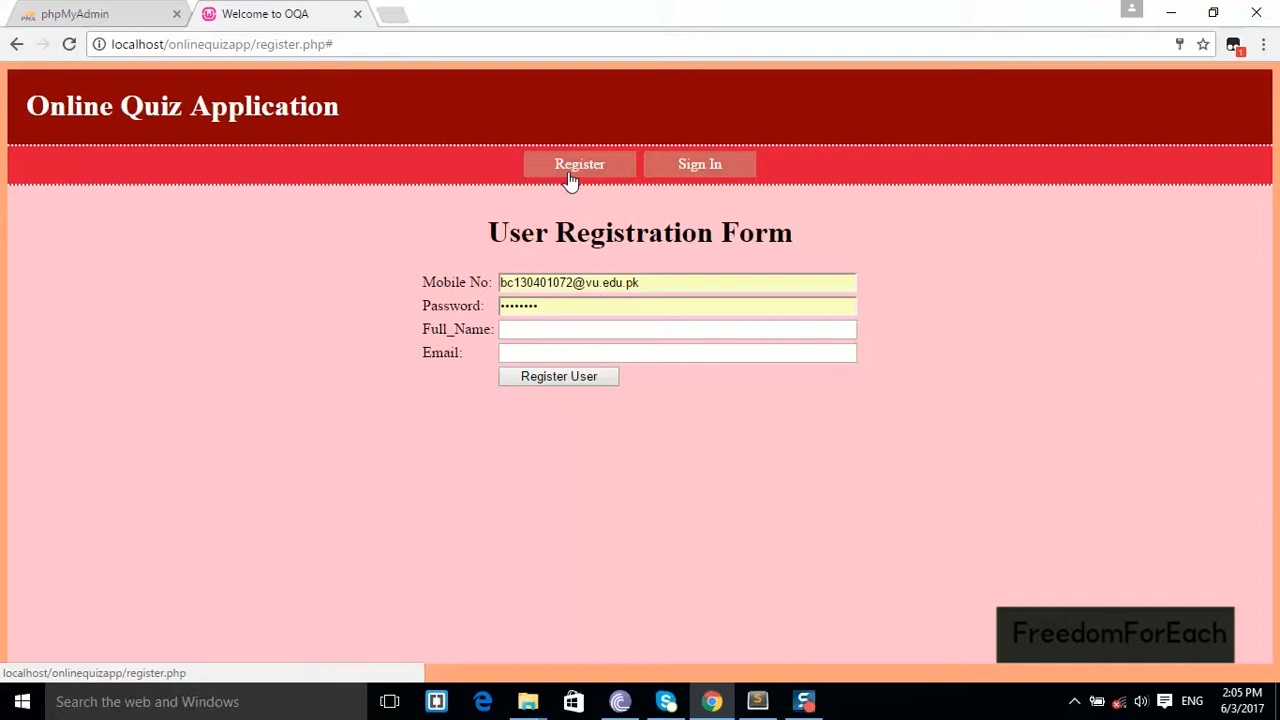 phpMyAdmin
Welcome to OQA
localhost/onlinequizapp/register.php#
1
Online Quiz Application
Register
Sign In
User Registration Form
Mobile No: bc130401072@vu.edu.pk
Password: ••••••••
Full_Name:
Email:
Register User
FreedomForEach
localhost/onlinequizapp/register.php
Search the web and Windows
ENG
2:05 PM
6/3/2017